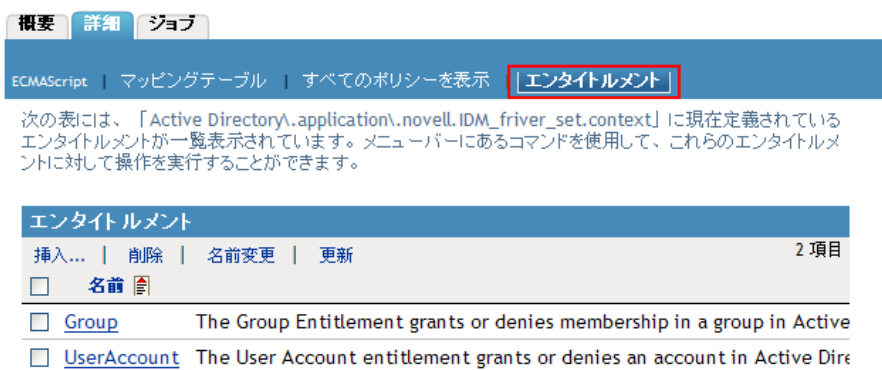 概要 詳細 ジョブ
ECMAScript | マッピングテーブル | すべてのポリシーを表示 | エンタイトルメント |
次の表には、「Active Directory\.application\.novell.IDM_friver_set.context」に現在定義されている
エンタイトルメントが一覧表示されています。メニューバーにあるコマンドを使用して、これらのエンタイトルメ
ントに対して操作を実行することができます。
エンタイトルメント
挿入... | 削除 | 名前変更 | 更新 2 項目
名前
Group The Group Entitlement grants or denies membership in a group in Active
UserAccount The User Account entitlement grants or denies an account in Active Dire